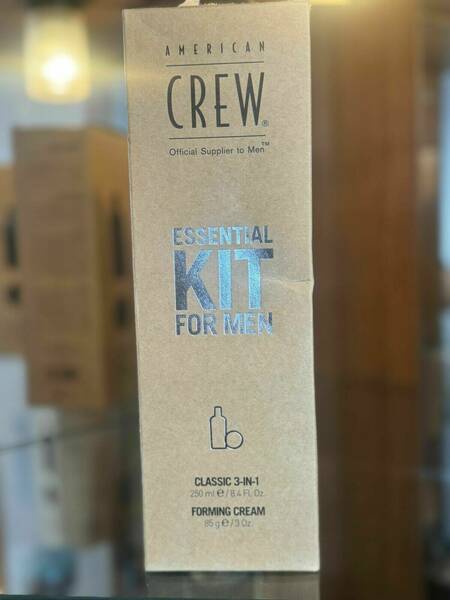 AMERICAN
CREW®
Official Supplier to Men™
ESSENTIAL
KIT
FOR MEN
CLASSIC 3-IN-1
250 ml ℮ / 8.4 Fl. Oz.
FORMING CREAM
85 g ℮ / 3 Oz.